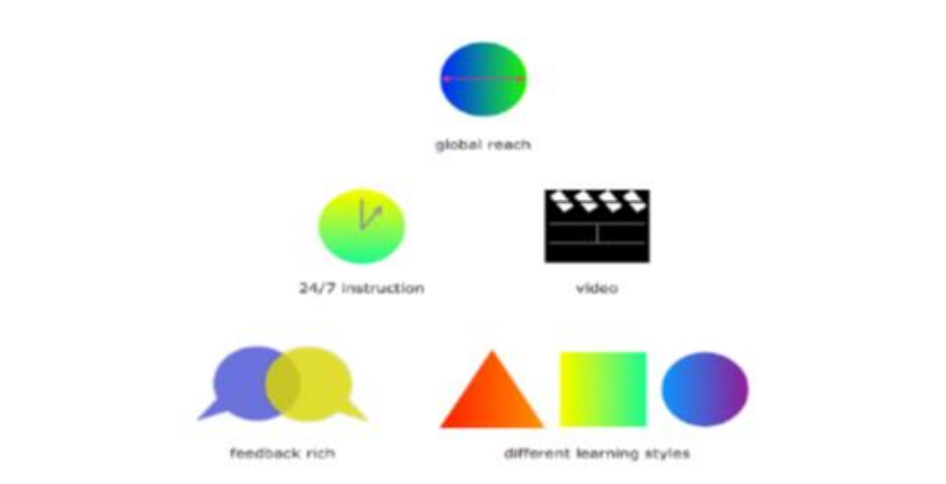 global reach
24/7 instruction
video
feedback rich
different learning styles